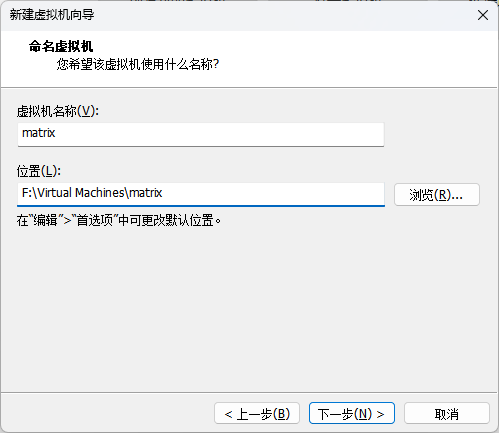 新建虚拟机向导
命名虚拟机
您希望该虚拟机使用什么名称?
虚拟机名称(V):
matrix
位置(L):
F:\Virtual Machines\matrix
浏览(R)...
在“编辑”>“首选项”中可更改默认位置。
< 上一步(B)
下一步(N) >
取消